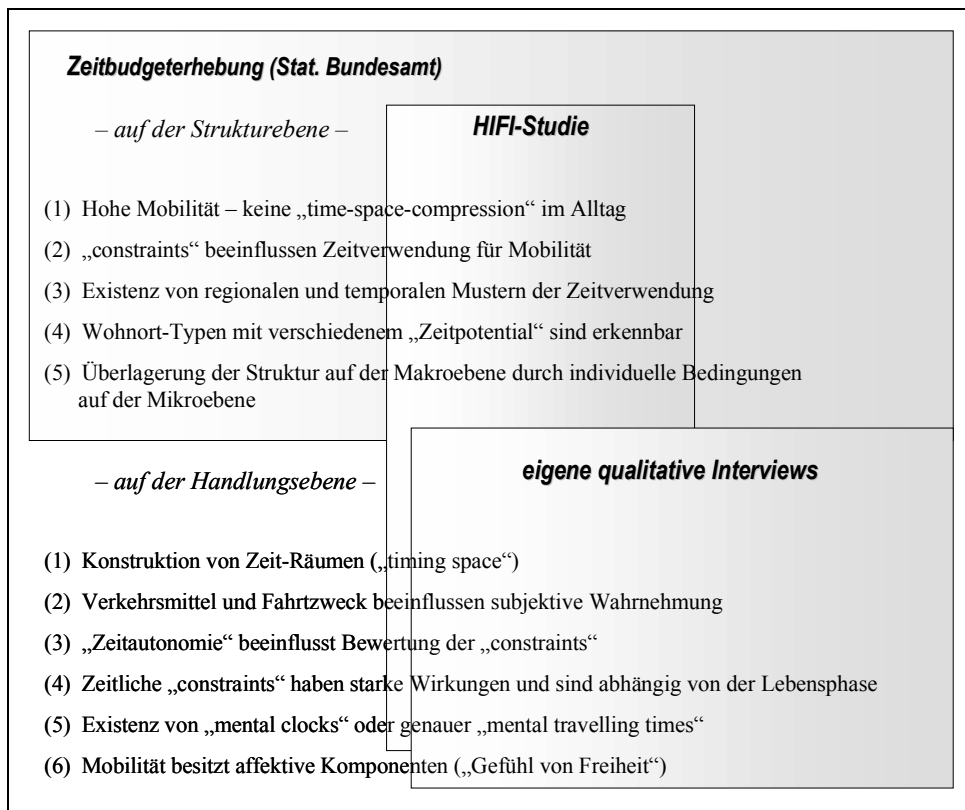 Zeitbudgeterhebung (Stat. Bundesamt)
– auf der Strukturebene –
HIFI-Studie
(1) Hohe Mobilität – keine „time-space-compression“ im Alltag
(2) „constraints“ beeinflussen Zeitverwendung für Mobilität
(3) Existenz von regionalen und temporalen Mustern der Zeitverwendung
(4) Wohnort-Typen mit verschiedenem „Zeitpotential“ sind erkennbar
(5) Überlagerung der Struktur auf der Makroebene durch individuelle Bedingungen
auf der Mikroebene
– auf der Handlungsebene –
eigene qualitative Interviews
(1) Konstruktion von Zeit-Räumen („timing space“)
(2) Verkehrsmittel und Fahrtzweck beeinflussen subjektive Wahrnehmung
(3) „Zeitautonomie“ beeinflusst Bewertung der „constraints“
(4) Zeitliche „constraints“ haben starke Wirkungen und sind abhängig von der Lebensphase
(5) Existenz von „mental clocks“ oder genauer „mental travelling times“
(6) Mobilität besitzt affektive Komponenten („Gefühl von Freiheit“)